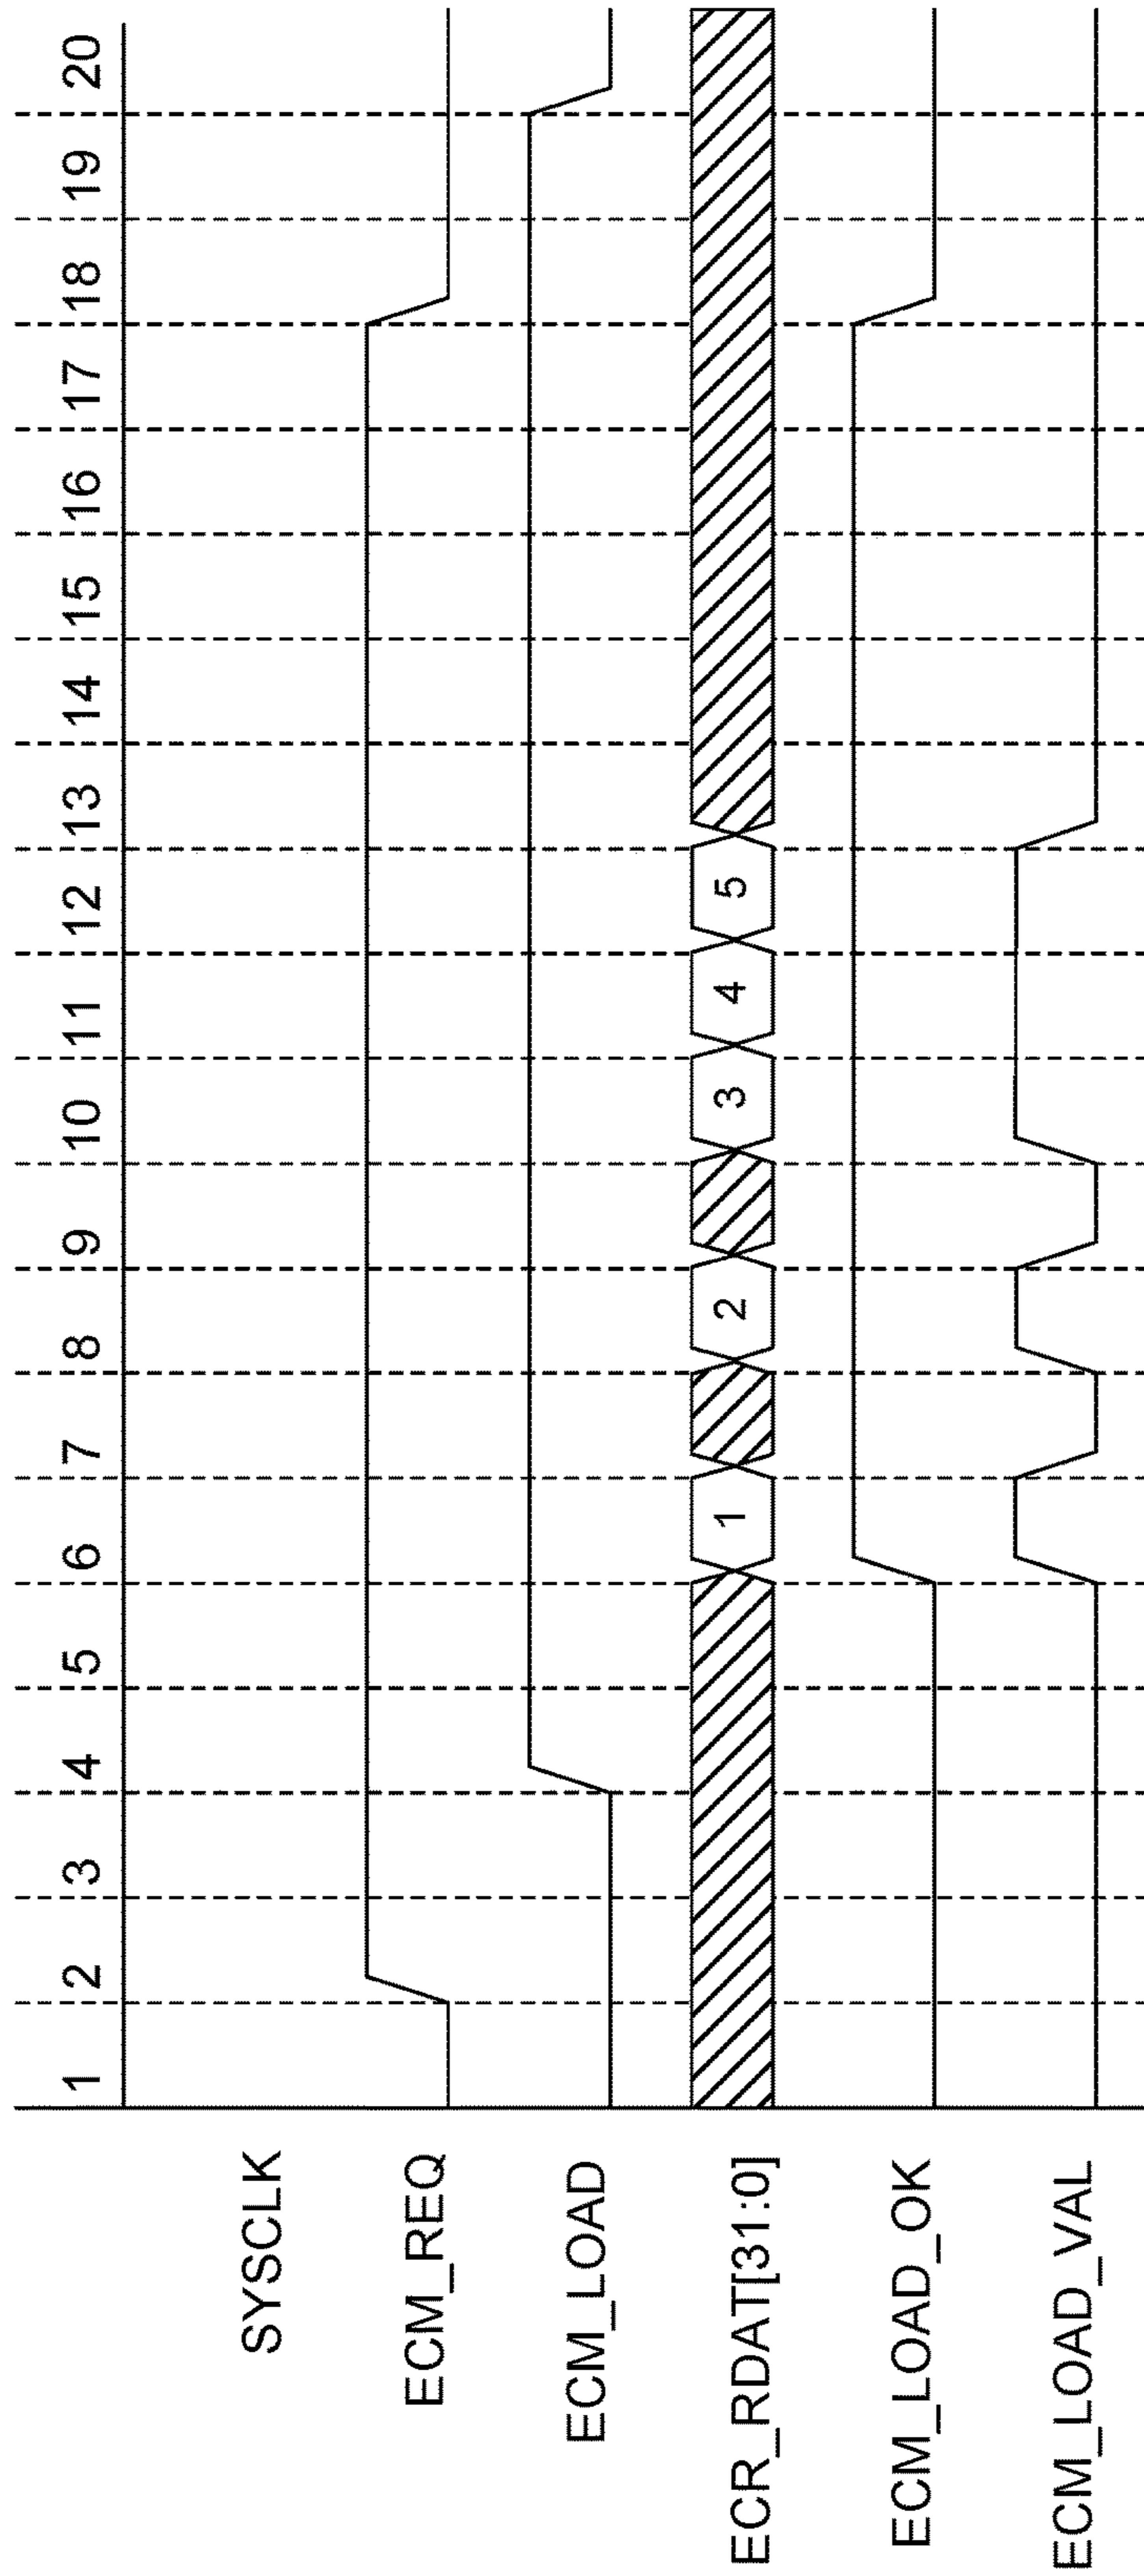 1 2 3 4 5 6 7 8 9 10 11 12 13 14 15 16 17 18 19 20
SYSCLK
ECM_REQ
ECM_LOAD
ECR_RDAT[31:0] 1 2 3 4 5
ECM_LOAD_OK
ECM_LOAD_VAL